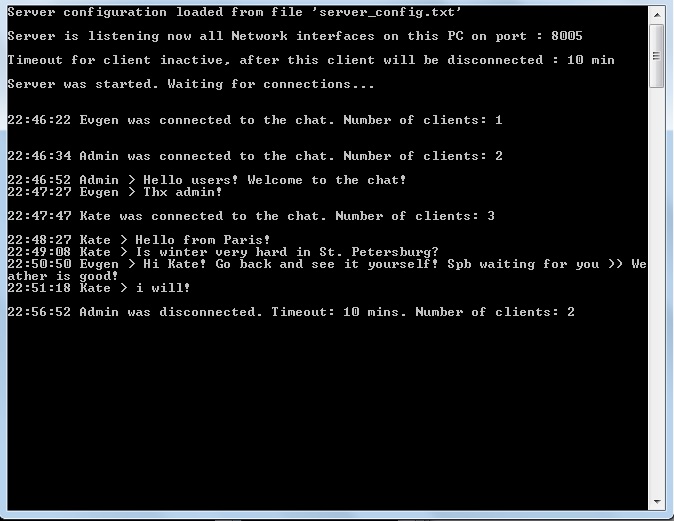 Server configuration loaded from file 'server_config.txt'
Server is listening now all Network interfaces on this PC on port : 8005
Timeout for client inactive, after this client will be disconnected : 10 min
Server was started. Waiting for connections...
22:46:22 Evgen was connected to the chat. Number of clients: 1
22:46:34 Admin was connected to the chat. Number of clients: 2
22:46:52 Admin > Hello users! Welcome to the chat!
22:47:27 Evgen > Thx admin!
22:47:47 Kate was connected to the chat. Number of clients: 3
22:48:27 Kate > Hello from Paris!
22:49:08 Kate > Is winter very hard in St. Petersburg?
22:50:50 Evgen > Hi Kate! Go back and see it yourself! Spb waiting for you >> We
ather is good!
22:51:18 Kate > i will!
22:56:52 Admin was disconnected. Timeout: 10 mins. Number of clients: 2